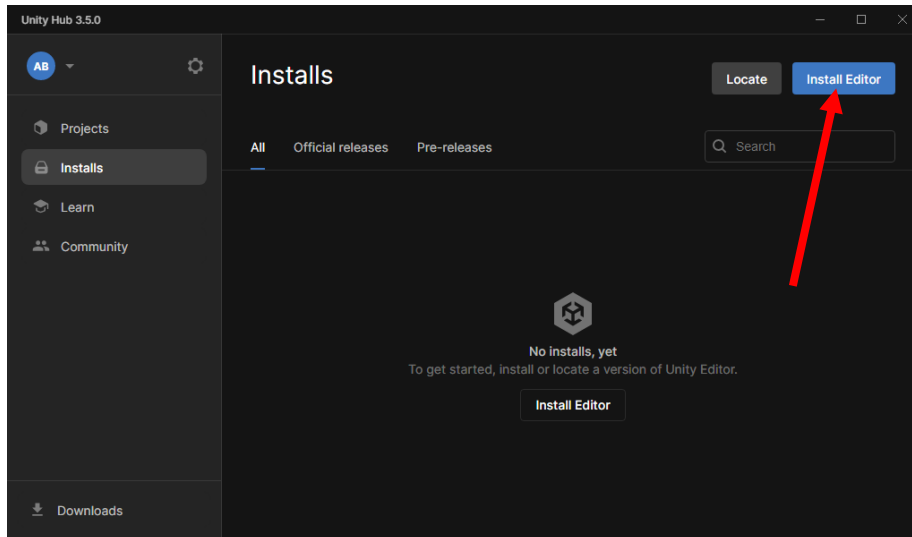 Unity Hub 3.5.0
AB
Installs
Locate
Install Editor
Projects
Installs
Learn
Community
All
Official releases
Pre-releases
Search
No installs, yet
To get started, install or locate a version of Unity Editor.
Install Editor
Downloads